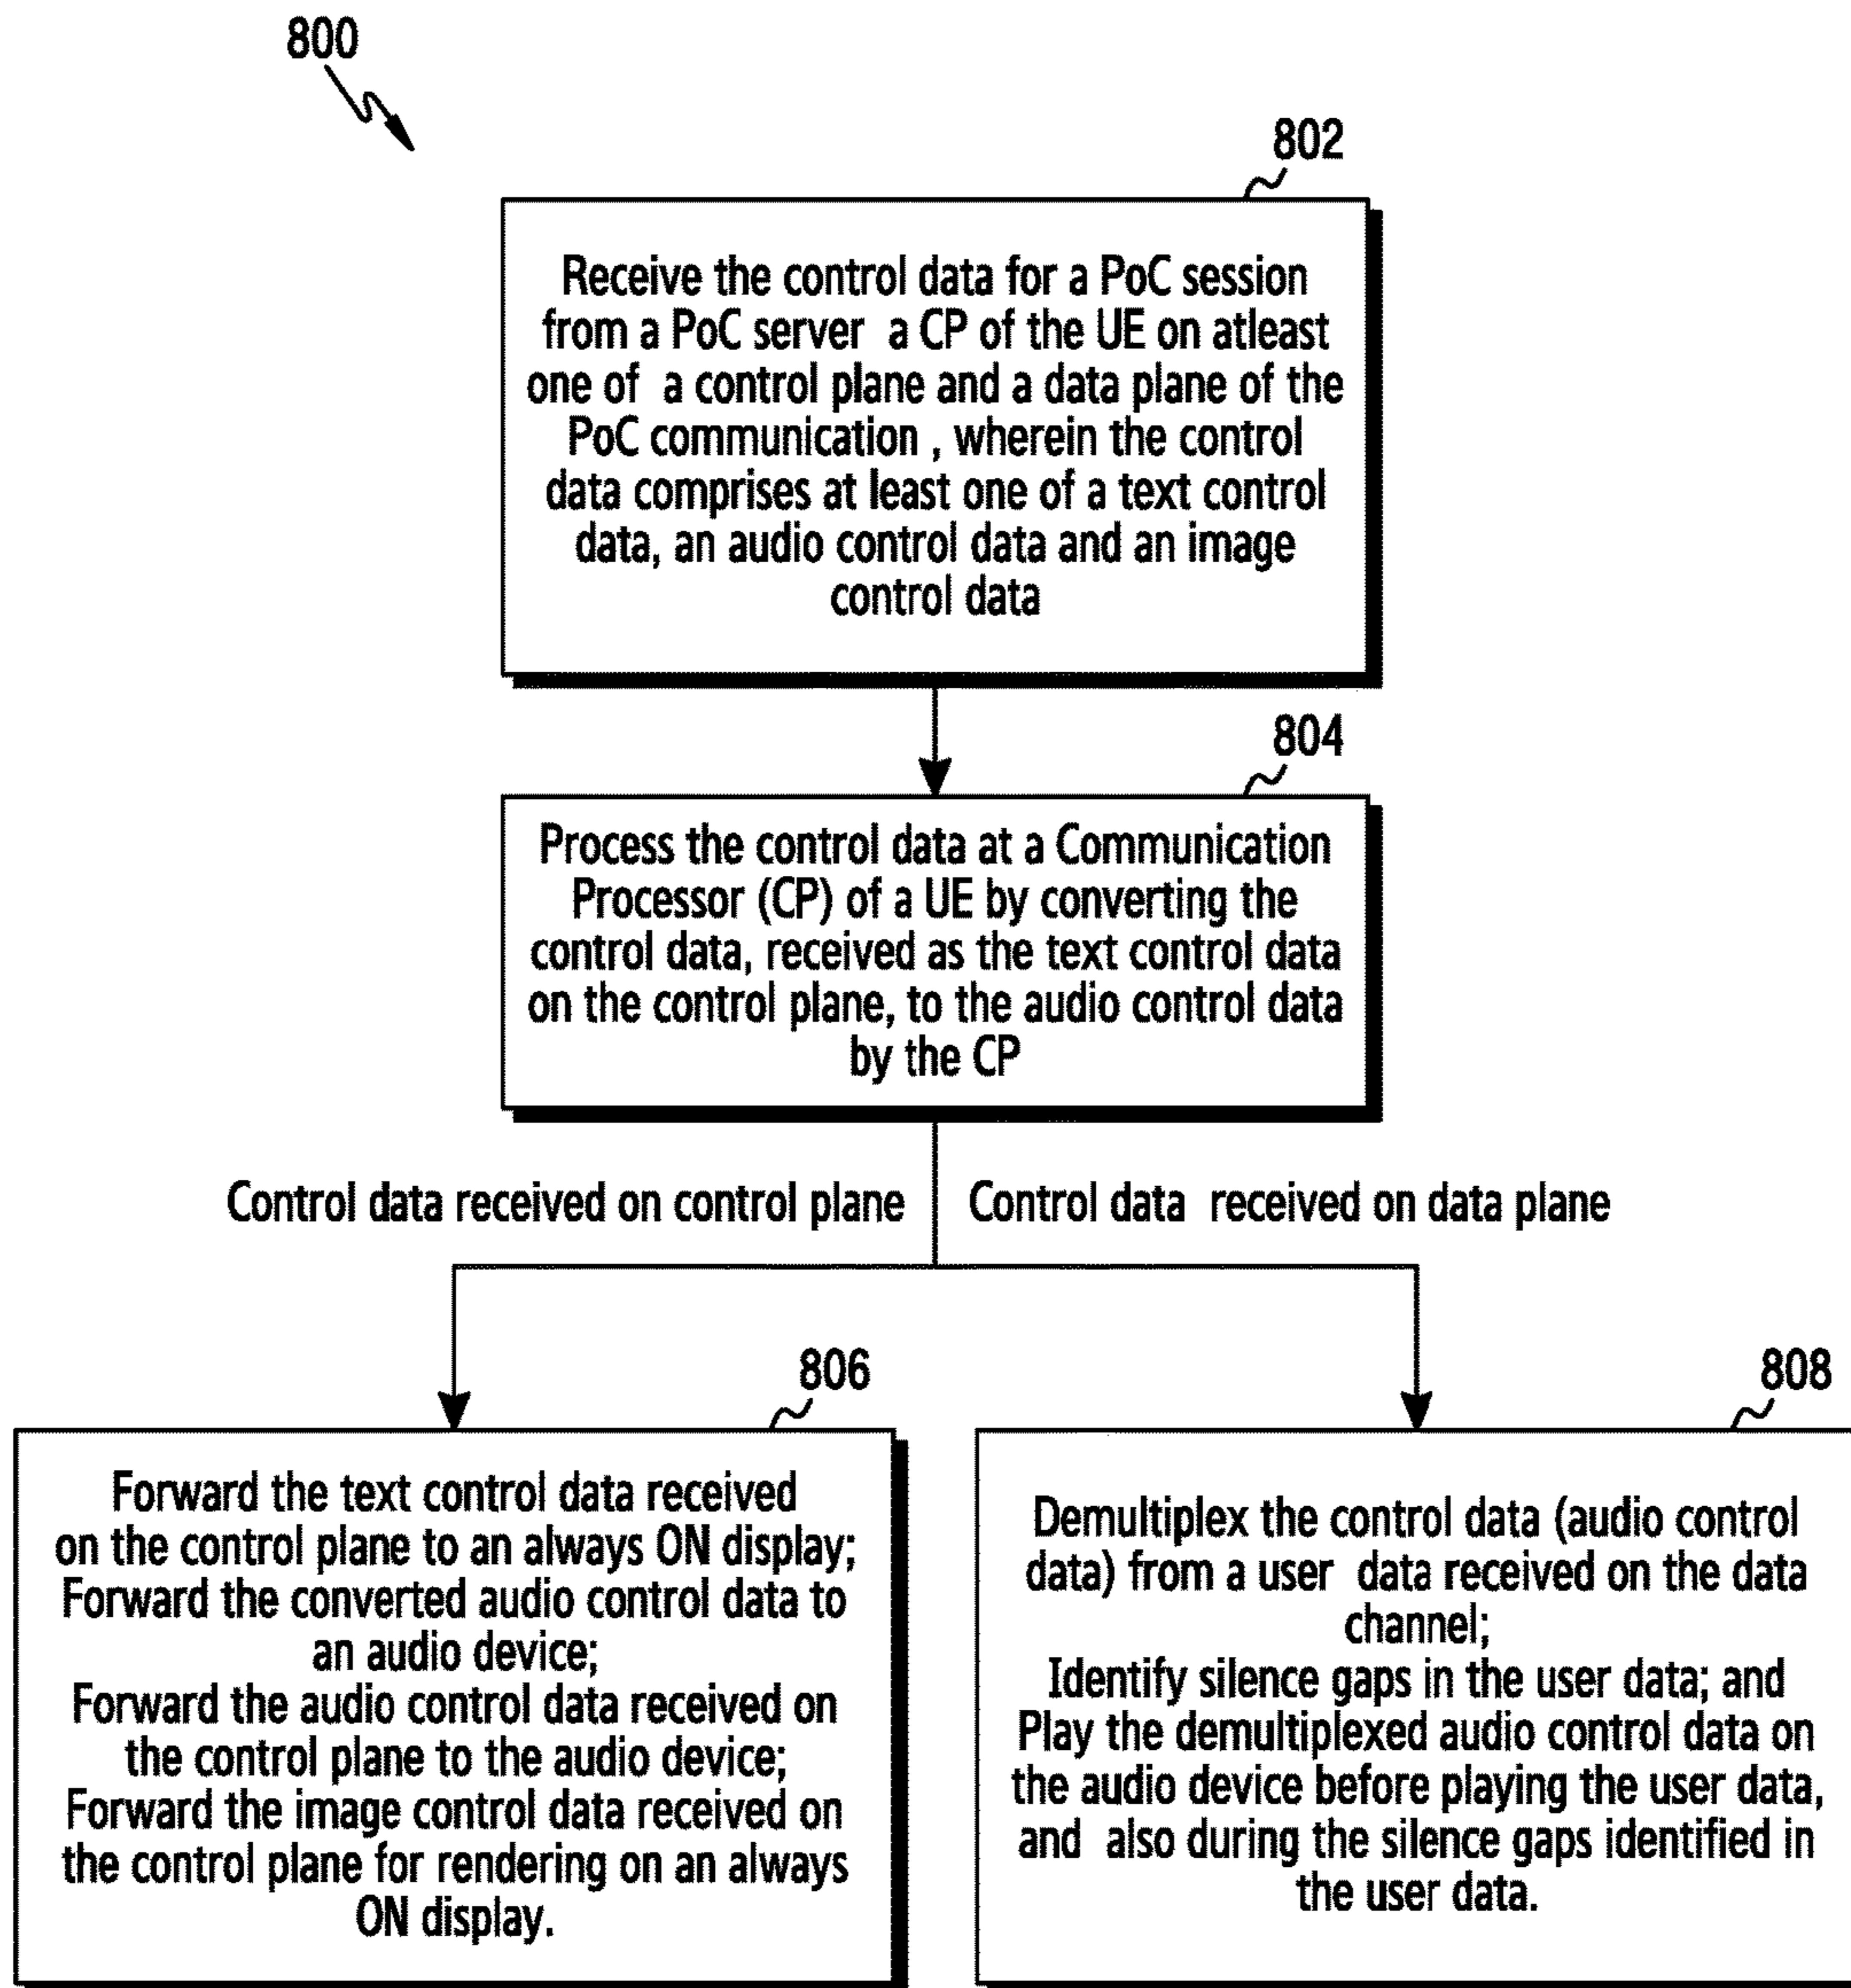 800
802
Receive the control data for a PoC session
from a PoC server a CP of the UE on atleast
one of a control plane and a data plane of the
PoC communication , wherein the control
data comprises at least one of a text control
data, an audio control data and an image
control data
804
Process the control data at a Communication
Processor (CP) of a UE by converting the
control data, received as the text control data
on the control plane, to the audio control data
by the CP
Control data received on control plane
Control data received on data plane
806
Forward the text control data received
on the control plane to an always ON display;
Forward the converted audio control data to
an audio device;
Forward the audio control data received on
the control plane to the audio device;
Forward the image control data received on
the control plane for rendering on an always
ON display.
808
Demultiplex the control data (audio control
data) from a user data received on the data
channel;
Identify silence gaps in the user data; and
Play the demultiplexed audio control data on
the audio device before playing the user data,
and also during the silence gaps identified in
the user data.